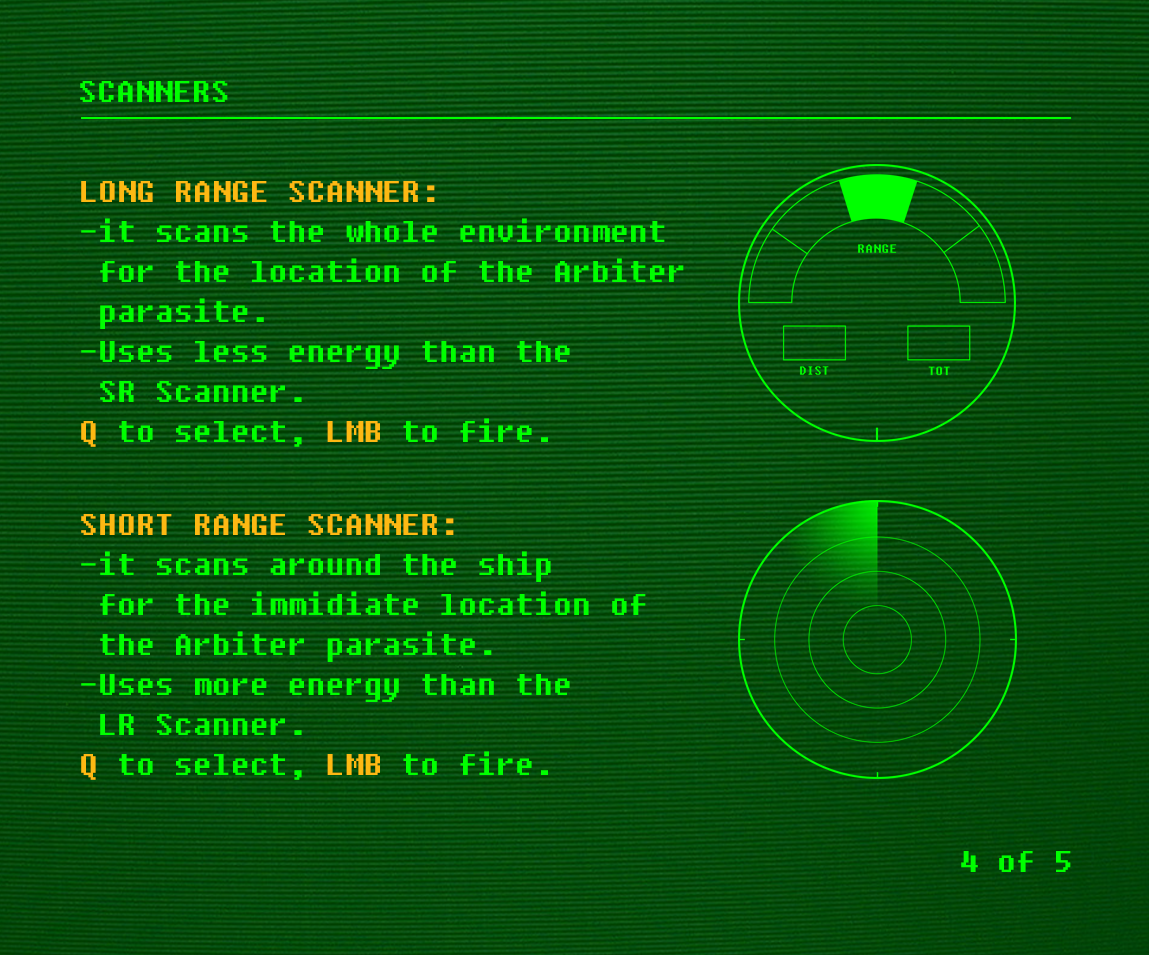 SCANNERS
LONG RANGE SCANNER:
-it scans the whole environment
for the location of the Arbiter
parasite.
-Uses less energy than the
SR Scanner.
Q to select, LMB to fire.
RANGE
DIST
TOT
SHORT RANGE SCANNER:
-it scans around the ship
for the immidiate location of
the Arbiter parasite.
-Uses more energy than the
LR Scanner.
Q to select, LMB to fire.
4 of 5